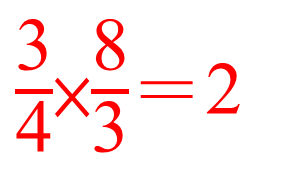 3/4 × 8/3 = 2